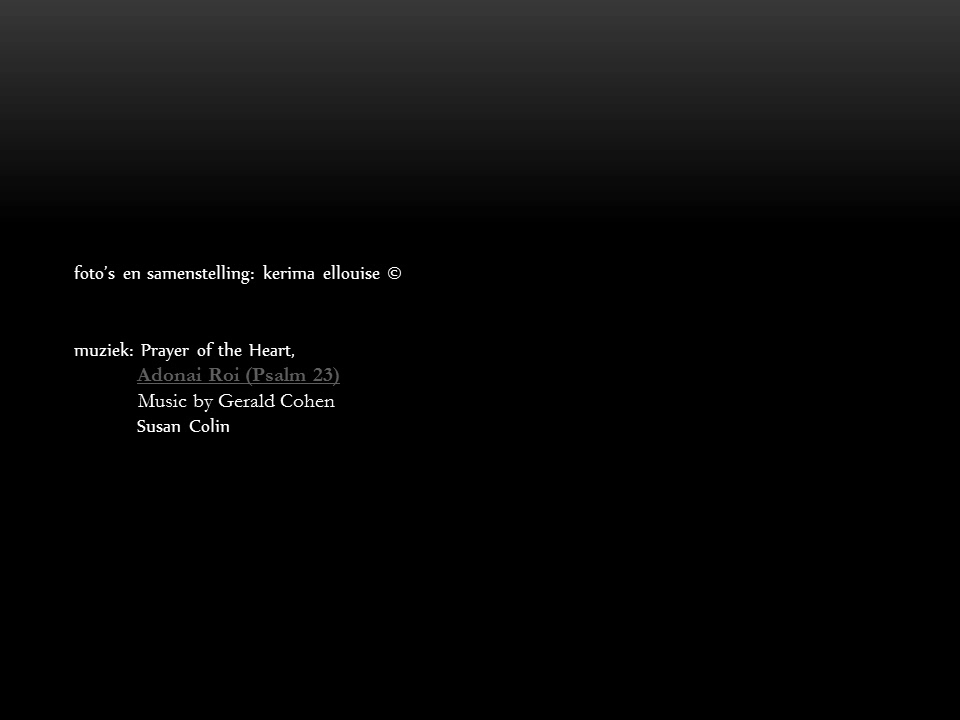 foto's en samenstelling: kerima ellouise ©
muziek: Prayer of the Heart,
Adonai Roi (Psalm 23)
Music by Gerald Cohen
Susan Colin